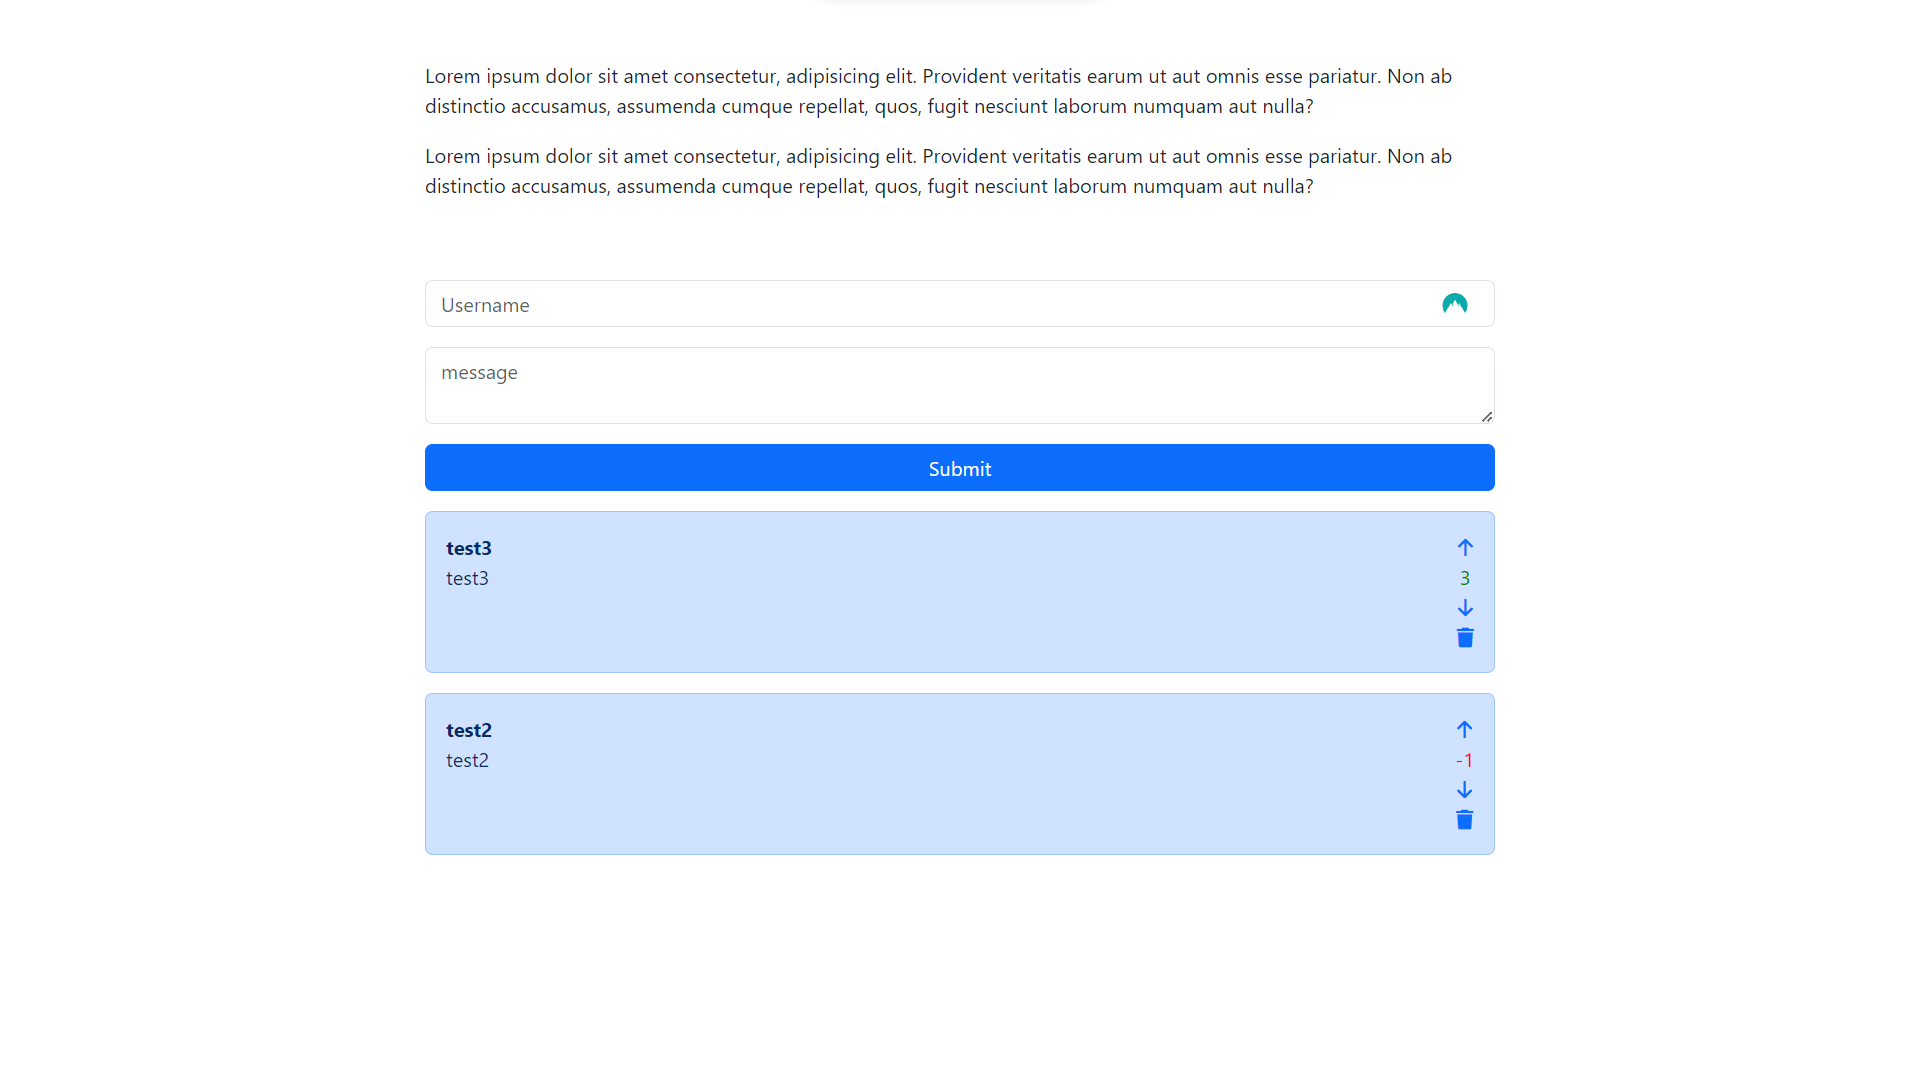 Lorem ipsum dolor sit amet consectetur, adipisicing elit. Provident veritatis earum ut aut omnis esse pariatur. Non ab
distinctio accusamus, assumenda cumque repellat, quos, fugit nesciunt laborum numquam aut nulla?
Lorem ipsum dolor sit amet consectetur, adipisicing elit. Provident veritatis earum ut aut omnis esse pariatur. Non ab
distinctio accusamus, assumenda cumque repellat, quos, fugit nesciunt laborum numquam aut nulla?
Username
message
Submit
test3
test3
3
test2
test2
-1